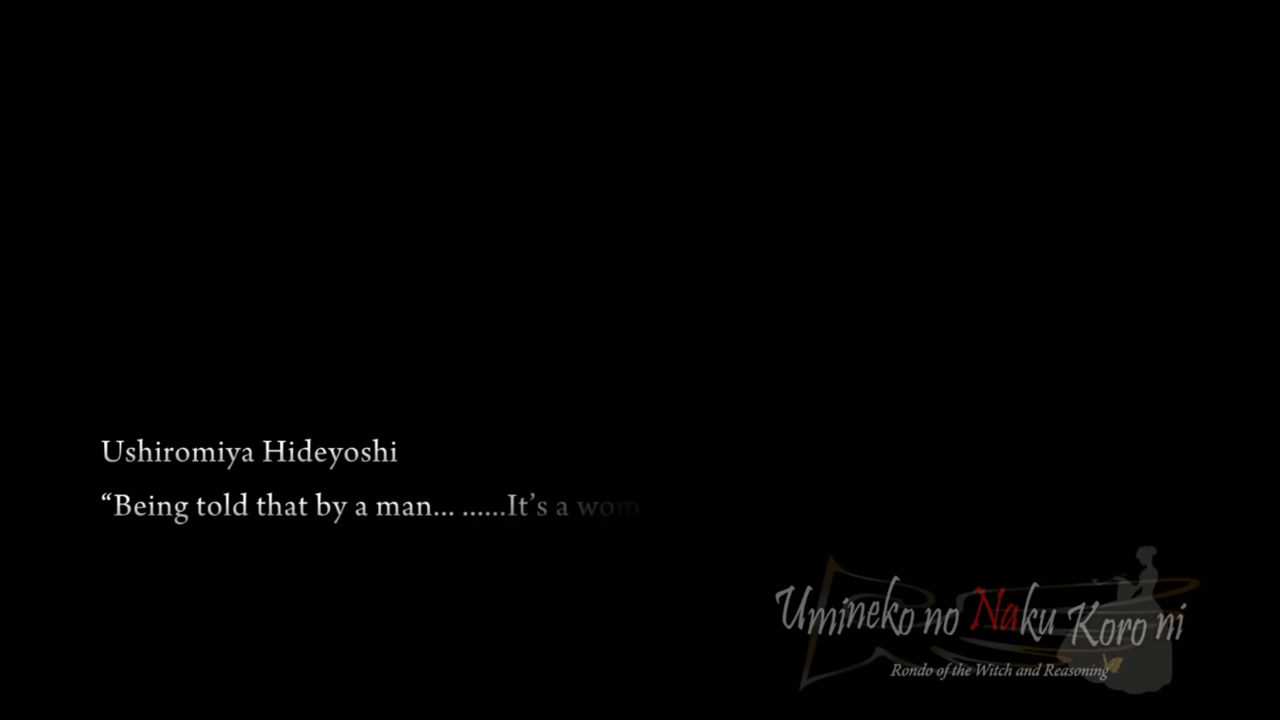 Ushiromiya Hideyoshi
“Being told that by a man... ......It’s a wom
Umineko no Naku Koro ni
Rondo of the Witch and Reasoning